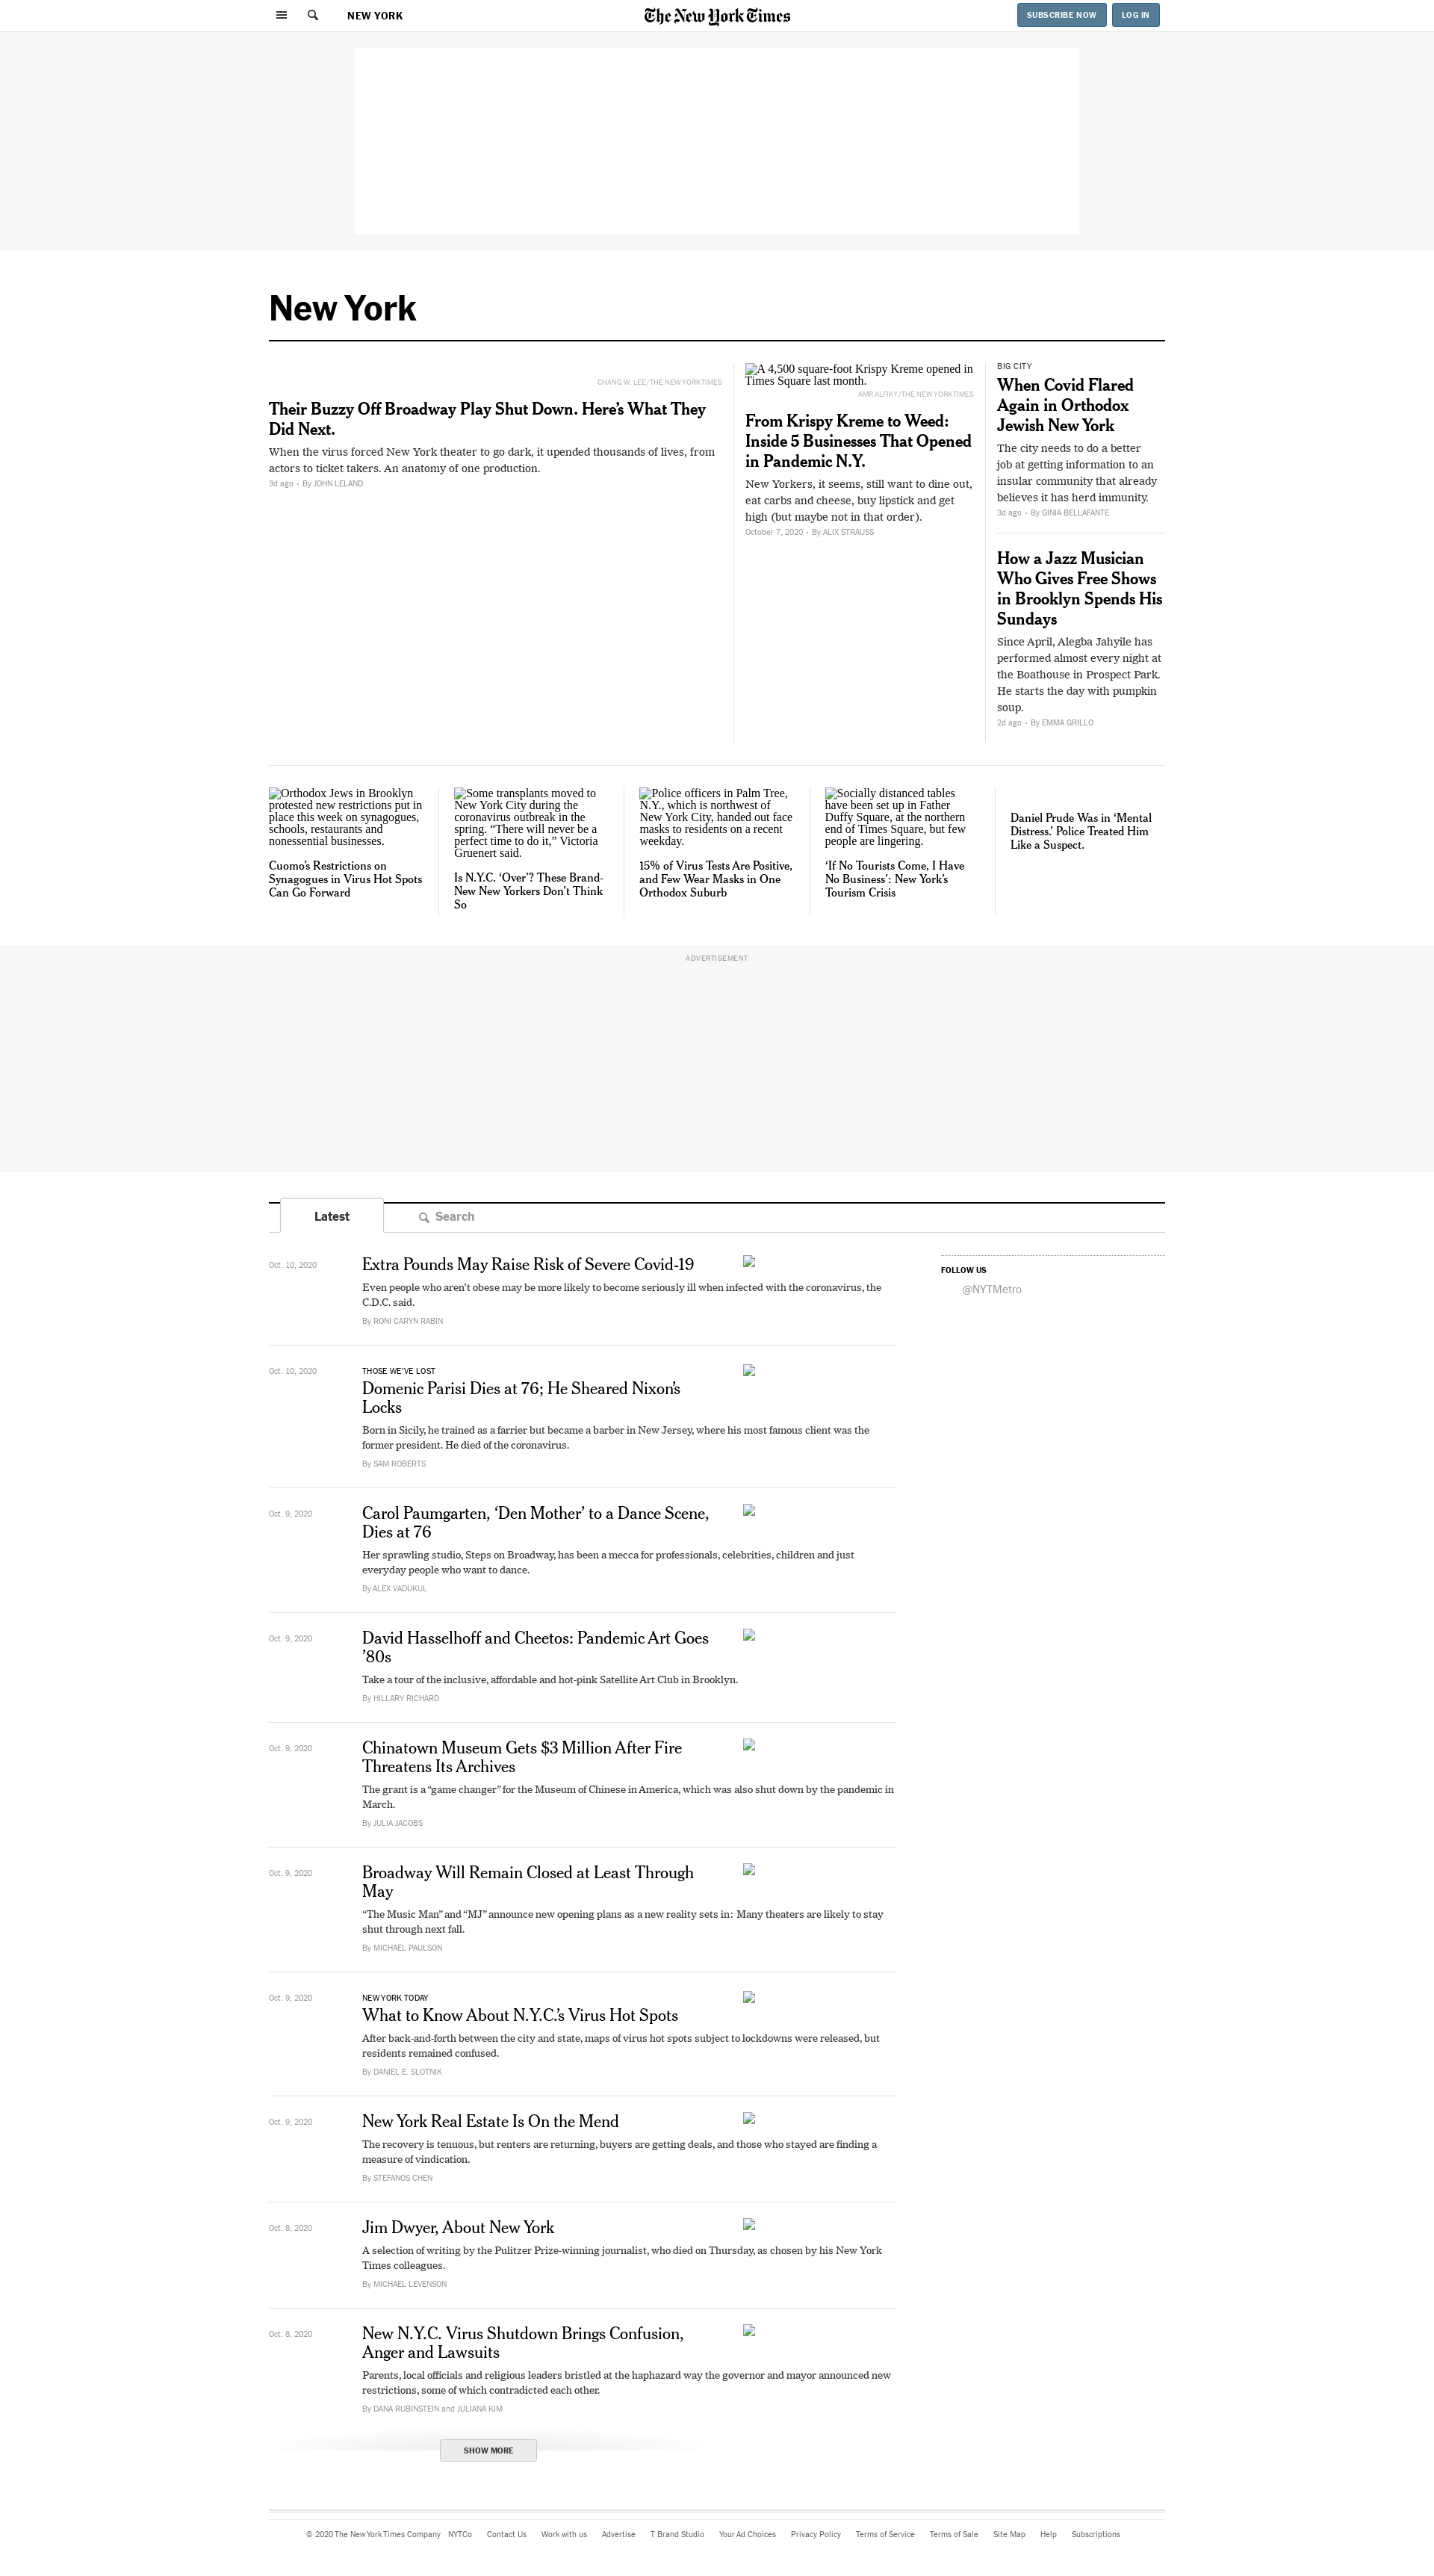 NEW YORK
The New York Times
SUBSCRIBE NOW
LOG IN
New York
CHANG W. LEE/THE NEW YORK TIMES
Their Buzzy Off Broadway Play Shut Down. Here’s What They
Did Next.
When the virus forced New York theater to go dark, it upended thousands of lives, from
actors to ticket takers. An anatomy of one production.
3d ago • By JOHN LELAND
A 4,500 square-foot Krispy Kreme opened in
Times Square last month.
AMR ALFIKY/THE NEW YORK TIMES
From Krispy Kreme to Weed:
Inside 5 Businesses That Opened
in Pandemic N.Y.
New Yorkers, it seems, still want to dine out,
eat carbs and cheese, buy lipstick and get
high (but maybe not in that order).
October 7, 2020 • By ALIX STRAUSS
BIG CITY
When Covid Flared
Again in Orthodox
Jewish New York
The city needs to do a better
job at getting information to an
insular community that already
believes it has herd immunity.
3d ago • By GINIA BELLAFANTE
How a Jazz Musician
Who Gives Free Shows
in Brooklyn Spends His
Sundays
Since April, Alegba Jahyile has
performed almost every night at
the Boathouse in Prospect Park.
He starts the day with pumpkin
soup.
2d ago • By EMMA GRILLO
Orthodox Jews in Brooklyn
protested new restrictions put in
place this week on synagogues,
schools, restaurants and
nonessential businesses.
Cuomo’s Restrictions on
Synagogues in Virus Hot Spots
Can Go Forward
Some transplants moved to
New York City during the
coronavirus outbreak in the
spring. “There will never be a
perfect time to do it,” Victoria
Gruenert said.
Is N.Y.C. ‘Over’? These Brand-
New New Yorkers Don’t Think
So
Police officers in Palm Tree,
N.Y., which is northwest of
New York City, handed out face
masks to residents on a recent
weekday.
15% of Virus Tests Are Positive,
and Few Wear Masks in One
Orthodox Suburb
Socially distanced tables
have been set up in Father
Duffy Square, at the northern
end of Times Square, but few
people are lingering.
‘If No Tourists Come, I Have
No Business’: New York’s
Tourism Crisis
Daniel Prude Was in ‘Mental
Distress.’ Police Treated Him
Like a Suspect.
ADVERTISEMENT
Latest
Search
Oct. 10, 2020
Extra Pounds May Raise Risk of Severe Covid-19
Even people who aren’t obese may be more likely to become seriously ill when infected with the coronavirus, the
C.D.C. said.
By RONI CARYN RABIN
FOLLOW US
@NYTMetro
Oct. 10, 2020
THOSE WE’VE LOST
Domenic Parisi Dies at 76; He Sheared Nixon’s
Locks
Born in Sicily, he trained as a farrier but became a barber in New Jersey, where his most famous client was the
former president. He died of the coronavirus.
By SAM ROBERTS
Oct. 9, 2020
Carol Paumgarten, ‘Den Mother’ to a Dance Scene,
Dies at 76
Her sprawling studio, Steps on Broadway, has been a mecca for professionals, celebrities, children and just
everyday people who want to dance.
By ALEX VADUKUL
Oct. 9, 2020
David Hasselhoff and Cheetos: Pandemic Art Goes
’80s
Take a tour of the inclusive, affordable and hot-pink Satellite Art Club in Brooklyn.
By HILLARY RICHARD
Oct. 9, 2020
Chinatown Museum Gets $3 Million After Fire
Threatens Its Archives
The grant is a “game changer” for the Museum of Chinese in America, which was also shut down by the pandemic in
March.
By JULIA JACOBS
Oct. 9, 2020
Broadway Will Remain Closed at Least Through
May
“The Music Man” and “MJ” announce new opening plans as a new reality sets in: Many theaters are likely to stay
shut through next fall.
By MICHAEL PAULSON
Oct. 9, 2020
NEW YORK TODAY
What to Know About N.Y.C.’s Virus Hot Spots
After back-and-forth between the city and state, maps of virus hot spots subject to lockdowns were released, but
residents remained confused.
By DANIEL E. SLOTNIK
Oct. 9, 2020
New York Real Estate Is On the Mend
The recovery is tenuous, but renters are returning, buyers are getting deals, and those who stayed are finding a
measure of vindication.
By STEFANOS CHEN
Oct. 8, 2020
Jim Dwyer, About New York
A selection of writing by the Pulitzer Prize-winning journalist, who died on Thursday, as chosen by his New York
Times colleagues.
By MICHAEL LEVENSON
Oct. 8, 2020
New N.Y.C. Virus Shutdown Brings Confusion,
Anger and Lawsuits
Parents, local officials and religious leaders bristled at the haphazard way the governor and mayor announced new
restrictions, some of which contradicted each other.
By DANA RUBINSTEIN and JULIANA KIM
SHOW MORE
© 2020 The New York Times Company NYTCo Contact Us Work with us Advertise T Brand Studio Your Ad Choices Privacy Policy Terms of Service Terms of Sale Site Map Help Subscriptions